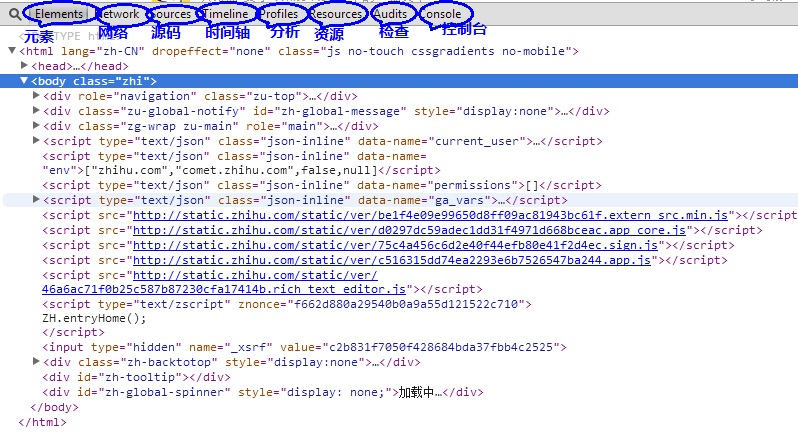 Elements Network Sources Timeline Profiles Resources Audits Console
元素 网络 源码 时间轴 分析 资源 检查 控制台
<!DOCTYPE html>
<html lang="zh-CN" dropeffect="none" class="js no-touch cssgradients no-mobile">
<head>…</head>
<body class="zhi">
<div role="navigation" class="zu-top">…</div>
<div class="zu-global-notify" id="zh-global-message" style="display:none">…</div>
<div class="zg-wrap zu-main" role="main">…</div>
<script type="text/json" class="json-inline" data-name="current_user">…</script>
<script type="text/json" class="json-inline" data-name=
"env">["zhihu.com","comet.zhihu.com",false,null]</script>
<script type="text/json" class="json-inline" data-name="permissions">[]</script>
<script type="text/json" class="json-inline" data-name="ga_vars">…</script>
<script src="http://static.zhihu.com/static/ver/be1f4e09e99650d8ff09ac81943bc61f.extern_src.min.js"></script
<script src="http://static.zhihu.com/static/ver/d0297dc59adec1dd31f4971d668bceac.app_core.js"></script>
<script src="http://static.zhihu.com/static/ver/75c4a456c6d2e40f44efb80e41f2d4ec.sign.js"></script>
<script src="http://static.zhihu.com/static/ver/c516315dd74ea2293e6b7526547ba244.app.js"></script>
<script src="http://static.zhihu.com/static/ver/
46a6ac71f0b25c587b87230cfa17414b.rich_text_editor.js"></script>
<script type="text/zscript" znonce="f662d880a29540b0a9a55d121522c710">
ZH.entryHome();
</script>
<input type="hidden" name="_xsrf" value="c2b831f7050f428684bda37fbb4c2525">
<div class="zh-backtotop" style="display:none">…</div>
<div id="zh-tooltip"></div>
<div id="zh-global-spinner" style="display: none;">加载中…</div>
</body>
</html>